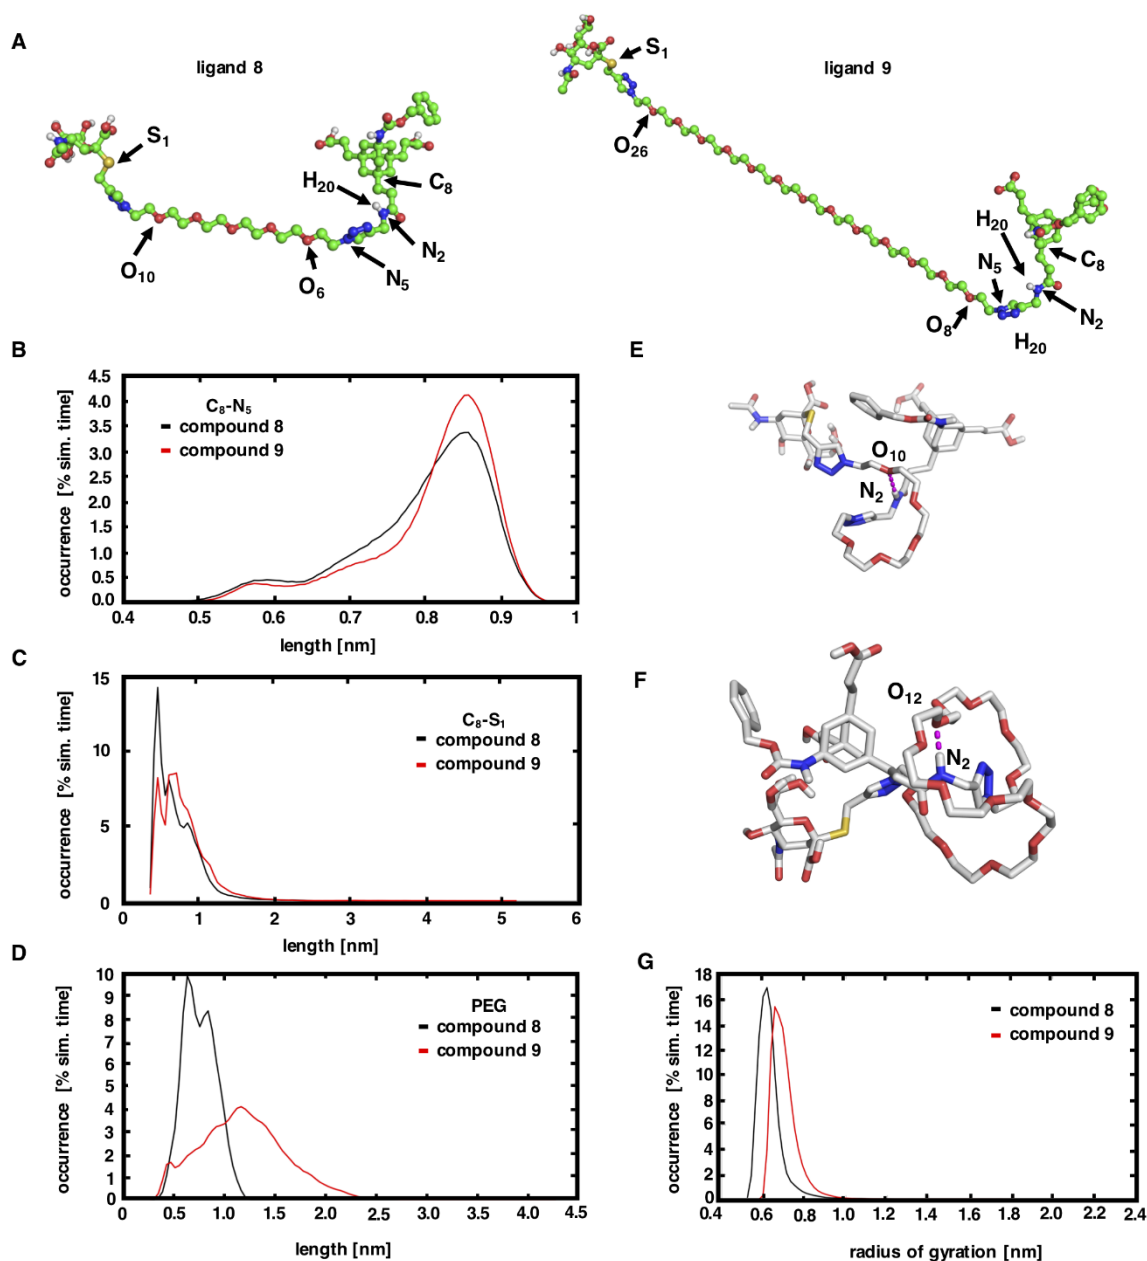 A
ligand 8
S1
H20
C8
N2
N5
O6
O10
ligand 9
S1
O26
H20
N5
C8
N2
O8
H20
B
occurrence [% sim. time]
4.5
4.0
3.5
3.0
2.5
2.0
1.5
1.0
0.5
0.0
C8-N5
compound 8
compound 9
0.4 0.5 0.6 0.7 0.8 0.9 1
length [nm]
E
O10
N2
C
occurrence [% sim. time]
15
10
5
0
C8-S1
compound 8
compound 9
0 1 2 3 4 5 6
length [nm]
F
O12
N2
D
occurrence [% sim. time]
10
9
8
7
6
5
4
3
2
1
0
PEG
compound 8
compound 9
0 0.5 1.0 1.5 2.0 2.5 3.0 3.5 4.0 4.5
length [nm]
G
occurrence [% sim. time]
18
16
14
12
10
8
6
4
2
0
compound 8
compound 9
0.4 0.6 0.8 1.0 1.2 1.4 1.6 1.8 2.0 2.2 2.4
radius of gyration [nm]